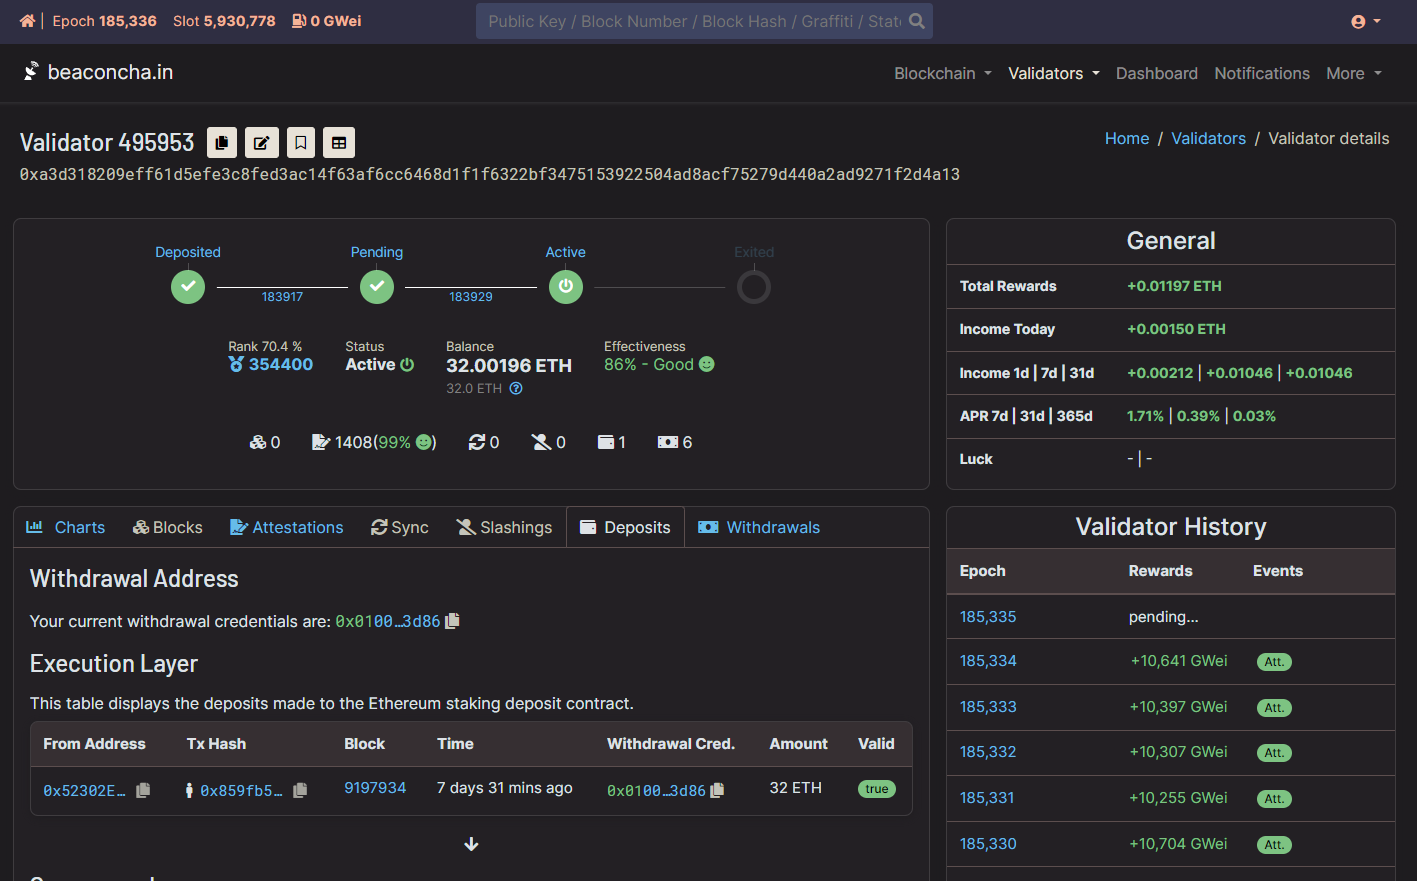 Epoch 185,336 Slot 5,930,778 0 GWei
Public Key / Block Number / Block Hash / Graffiti / State
beaconcha.in
Blockchain Validators Dashboard Notifications More
Validator 495953
Home / Validators / Validator details
0xa3d318209eff61d5efe3c8fed3ac14f63af6cc6468d1f1f6322bf3475153922504ad8acf75279d440a2ad9271f2d4a13
Deposited Pending Active Exited
183917 183929
Rank 70.4 % Status Balance Effectiveness
354400 Active 32.00196 ETH 86% - Good
32.0 ETH
0 1408(99% ) 0 0 1 6
General
Total Rewards +0.01197 ETH
Income Today +0.00150 ETH
Income 1d | 7d | 31d +0.00212 | +0.01046 | +0.01046
APR 7d | 31d | 365d 1.71% | 0.39% | 0.03%
Luck - | -
Charts Blocks Attestations Sync Slashings Deposits Withdrawals
Withdrawal Address
Your current withdrawal credentials are: 0x0100…3d86
Execution Layer
This table displays the deposits made to the Ethereum staking deposit contract.
From Address Tx Hash Block Time Withdrawal Cred. Amount Valid
0x52302E… 0x859fb5… 9197934 7 days 31 mins ago 0x0100…3d86 32 ETH true
Validator History
Epoch Rewards Events
185,335 pending...
185,334 +10,641 GWei Att.
185,333 +10,397 GWei Att.
185,332 +10,307 GWei Att.
185,331 +10,255 GWei Att.
185,330 +10,704 GWei Att.